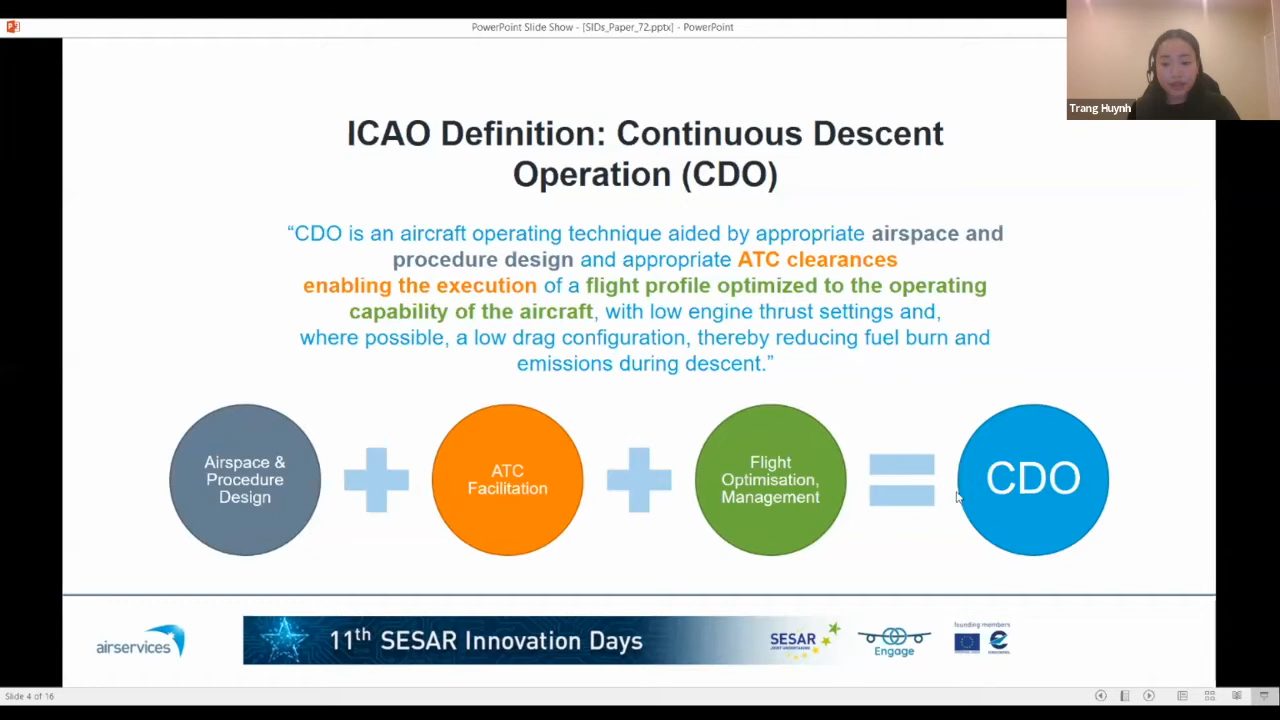 PowerPoint Slide Show - [SIDs_Paper_72.pptx] - PowerPoint
Trang Huynh
ICAO Definition: Continuous Descent
Operation (CDO)
“CDO is an aircraft operating technique aided by appropriate airspace and
procedure design and appropriate ATC clearances
enabling the execution of a flight profile optimized to the operating
capability of the aircraft, with low engine thrust settings and,
where possible, a low drag configuration, thereby reducing fuel burn and
emissions during descent.”
Airspace &
Procedure
Design
ATC
Facilitation
Flight
Optimisation,
Management
CDO
airservices
11th SESAR Innovation Days
SESAR
JOINT UNDERTAKING
Engage
founding members
Slide 4 of 16